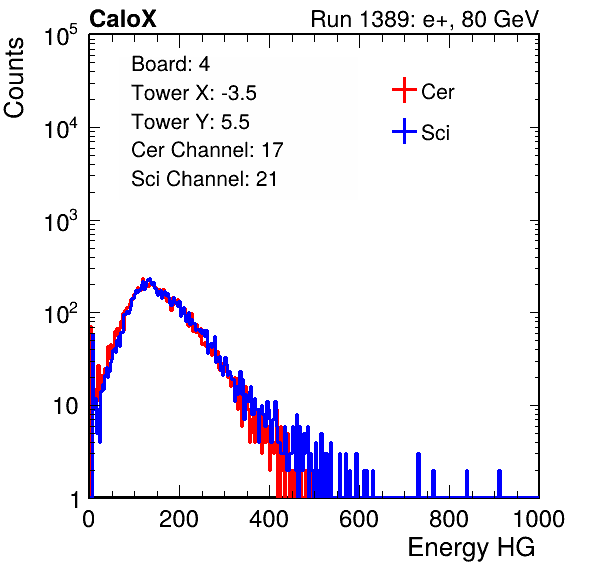 CaloX Run 1389: e+, 80 GeV
Counts
Board: 4
Tower X: -3.5
Tower Y: 5.5
Cer Channel: 17
Sci Channel: 21
Cer
Sci
10^5
10^4
10^3
10^2
10
1
0 200 400 600 800 1000
Energy HG